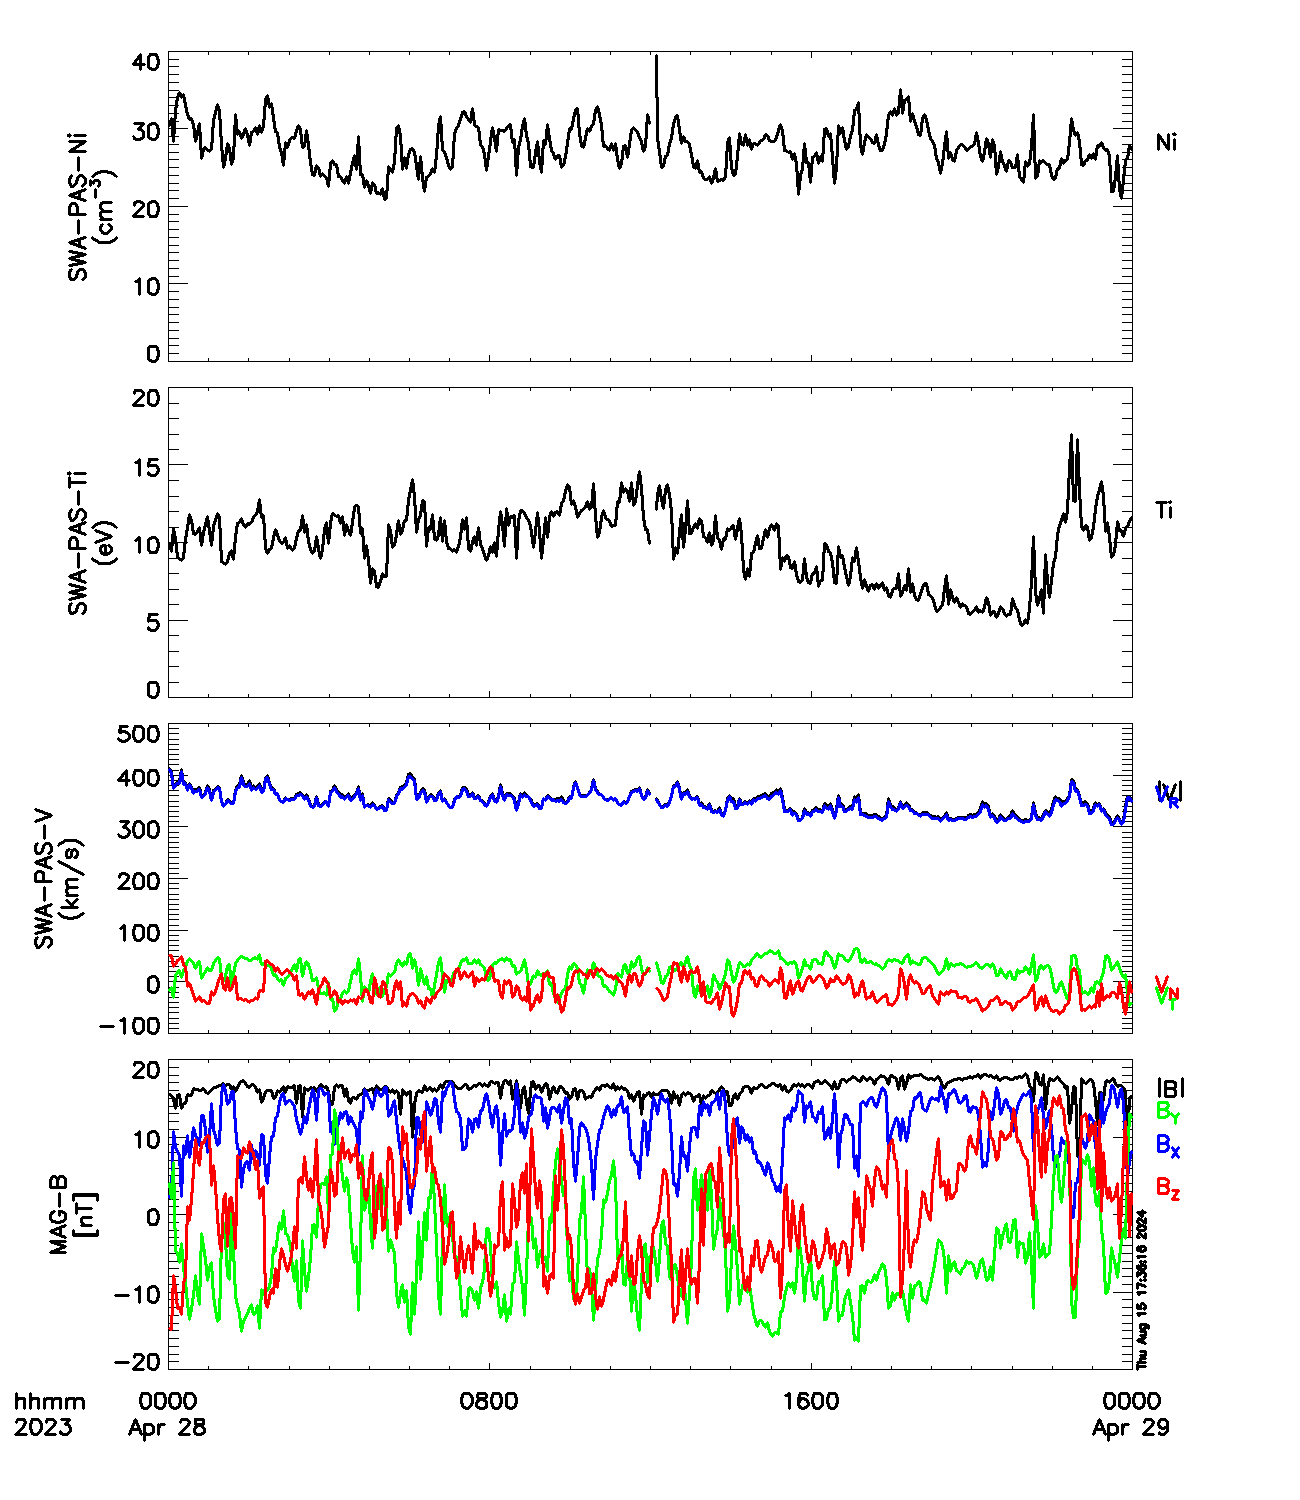 40
30
20
10
0
SWA-PAS-Ni
(cm⁻³)
Ni
20
15
10
5
0
SWA-PAS-Ti
(eV)
Ti
500
400
300
200
100
0
-100
SWA-PAS-V
(km/s)
|V|
V_R
V_N
V_T
20
10
0
-10
-20
MAG-B
[nT]
|B|
B_Y
B_X
B_Z
Thu Aug 15 17:36:16 2024
hhmm 0000 0800 1600 0000
2023 Apr 28 Apr 29